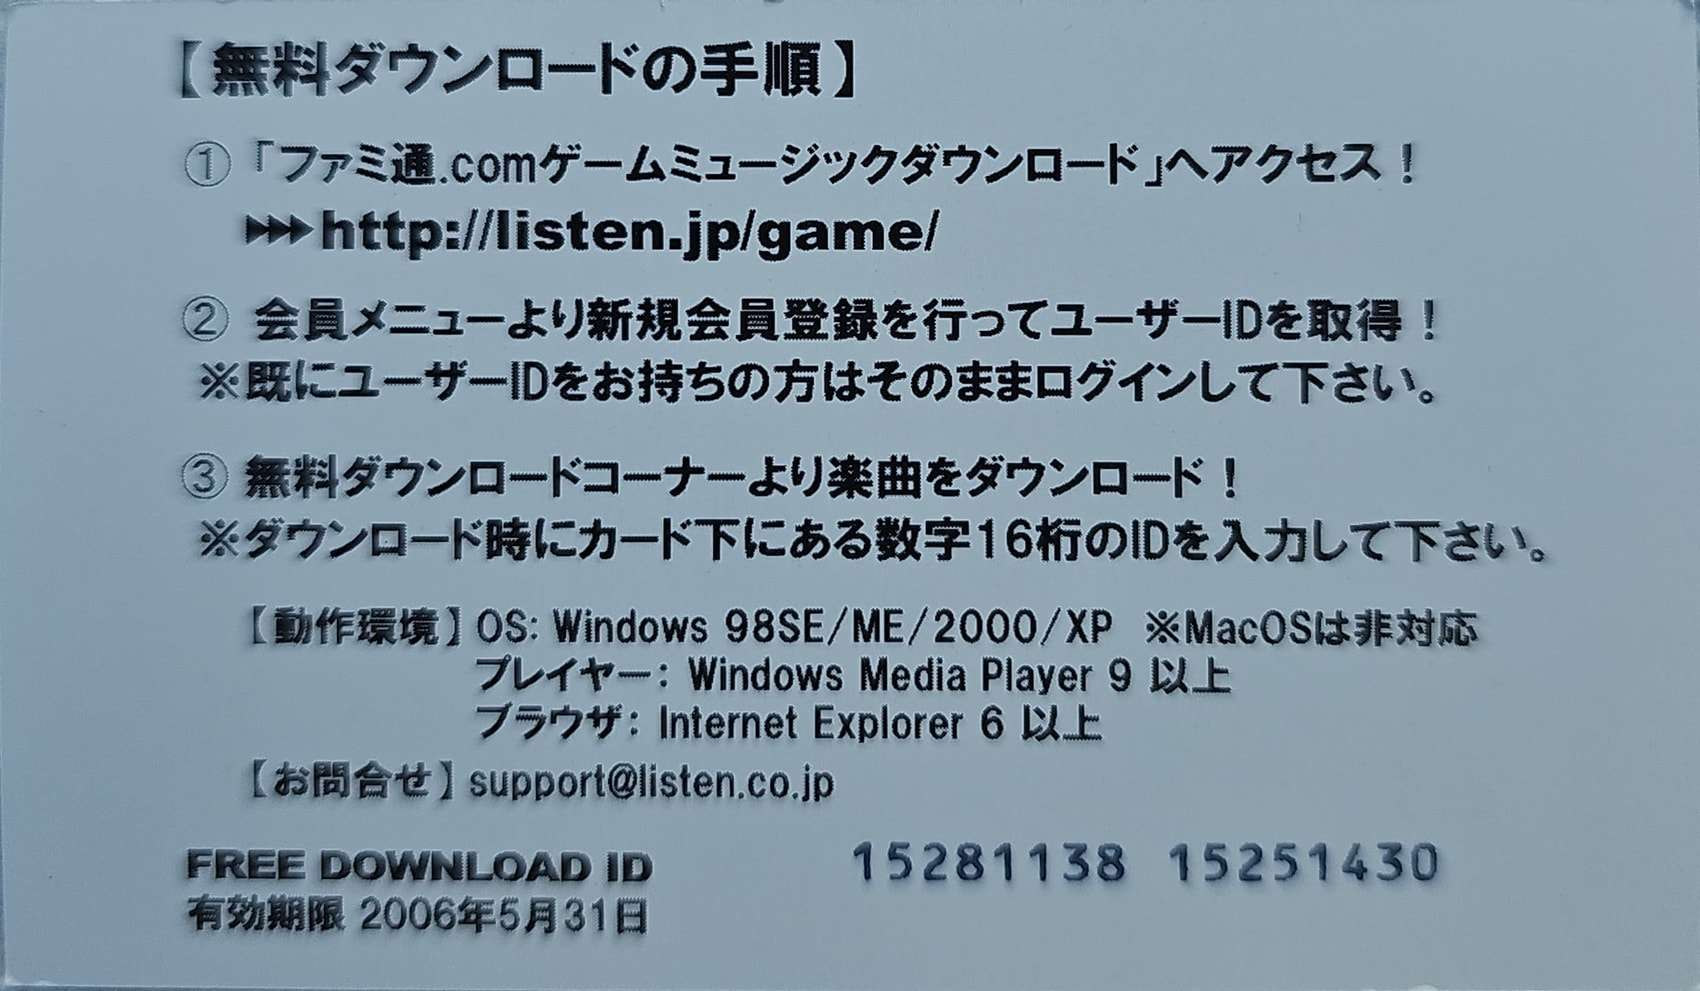 【無料ダウンロードの手順】
①「ファミ通.comゲームミュージックダウンロード」へアクセス!
▶▶▶http://listen.jp/game/
② 会員メニューより新規会員登録を行ってユーザーIDを取得!
※既にユーザーIDをお持ちの方はそのままログインして下さい。
③ 無料ダウンロードコーナーより楽曲をダウンロード!
※ダウンロード時にカード下にある数字16桁のIDを入力して下さい。
【動作環境】OS: Windows 98SE/ME/2000/XP ※MacOSは非対応
プレイヤー: Windows Media Player 9 以上
ブラウザ: Internet Explorer 6 以上
【お問合せ】support@listen.co.jp
FREE DOWNLOAD ID 15281138 15251430
有効期限 2006年5月31日